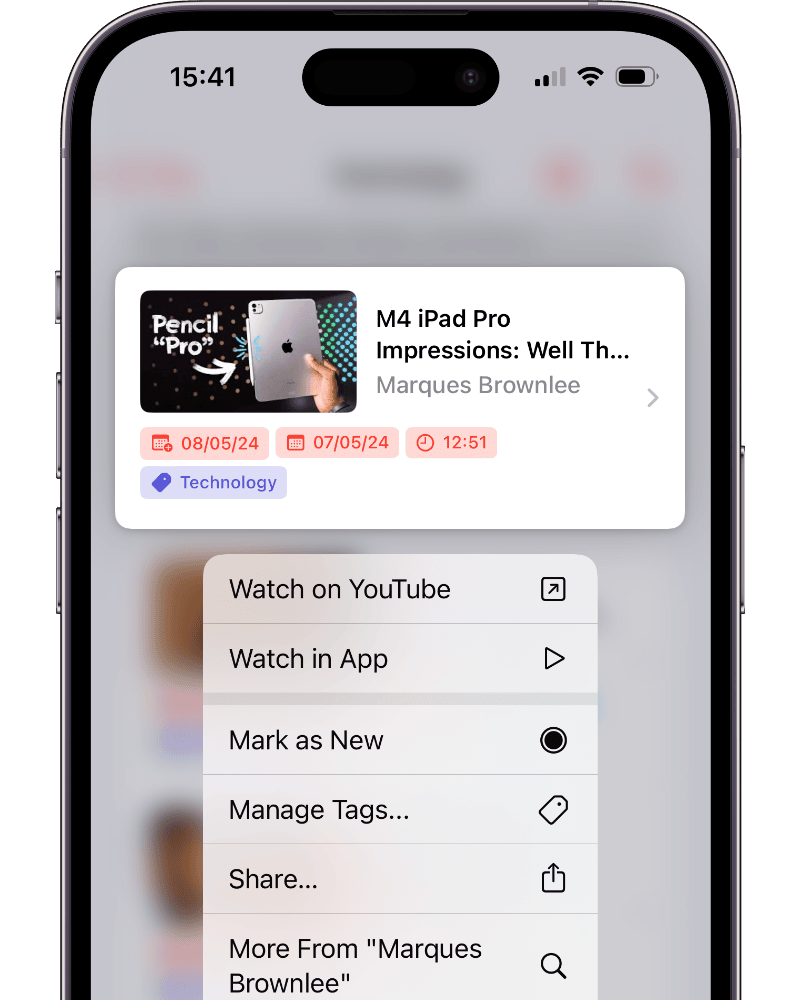 15:41
Pencil
“Pro”
M4 iPad Pro
Impressions: Well Th...
Marques Brownlee
08/05/24 07/05/24 12:51
Technology
Watch on YouTube
Watch in App
Mark as New
Manage Tags...
Share...
More From "Marques
Brownlee"